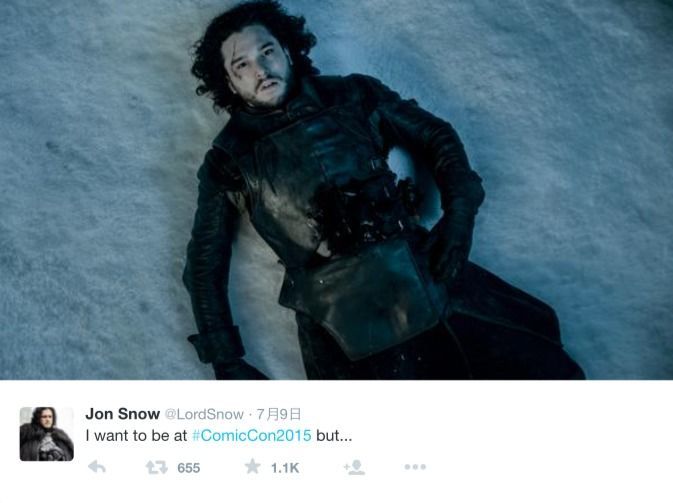 Jon Snow @LordSnow · 7月9日
I want to be at #ComicCon2015 but...
655 1.1K